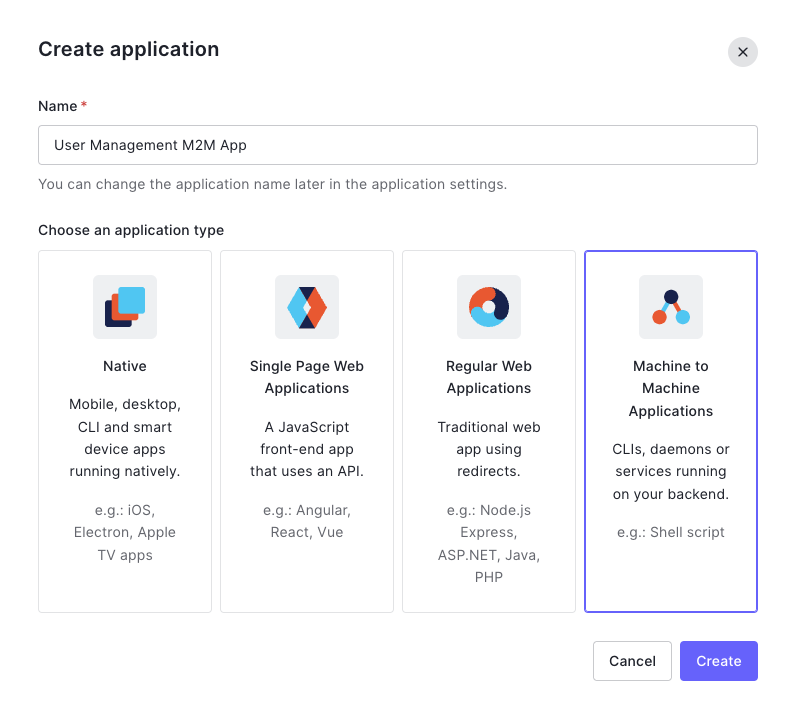 Create application
Name *
User Management M2M App
You can change the application name later in the application settings.
Choose an application type
Native
Mobile, desktop,
CLI and smart
device apps
running natively.
e.g.: iOS,
Electron, Apple
TV apps
Single Page Web
Applications
A JavaScript
front-end app
that uses an API.
e.g.: Angular,
React, Vue
Regular Web
Applications
Traditional web
app using
redirects.
e.g.: Node.js
Express,
ASP.NET, Java,
PHP
Machine to
Machine
Applications
CLIs, daemons or
services running
on your backend.
e.g.: Shell script
Cancel
Create